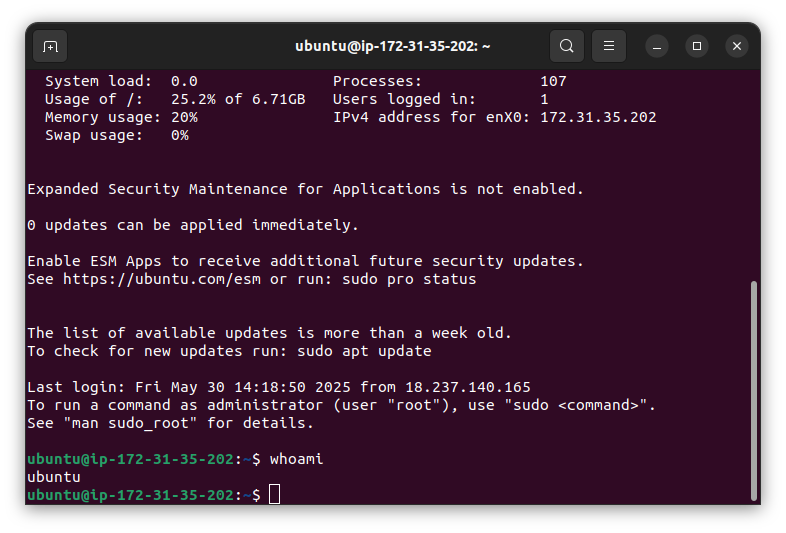 ubuntu@ip-172-31-35-202: ~
System load:  0.0                Processes:             107
Usage of /:   25.2% of 6.71GB   Users logged in:       1
Memory usage: 20%               IPv4 address for enX0: 172.31.35.202
Swap usage:   0%
Expanded Security Maintenance for Applications is not enabled.
0 updates can be applied immediately.
Enable ESM Apps to receive additional future security updates.
See https://ubuntu.com/esm or run: sudo pro status
The list of available updates is more than a week old.
To check for new updates run: sudo apt update
Last login: Fri May 30 14:18:50 2025 from 18.237.140.165
To run a command as administrator (user "root"), use "sudo <command>".
See "man sudo_root" for details.
ubuntu@ip-172-31-35-202:~$ whoami
ubuntu
ubuntu@ip-172-31-35-202:~$